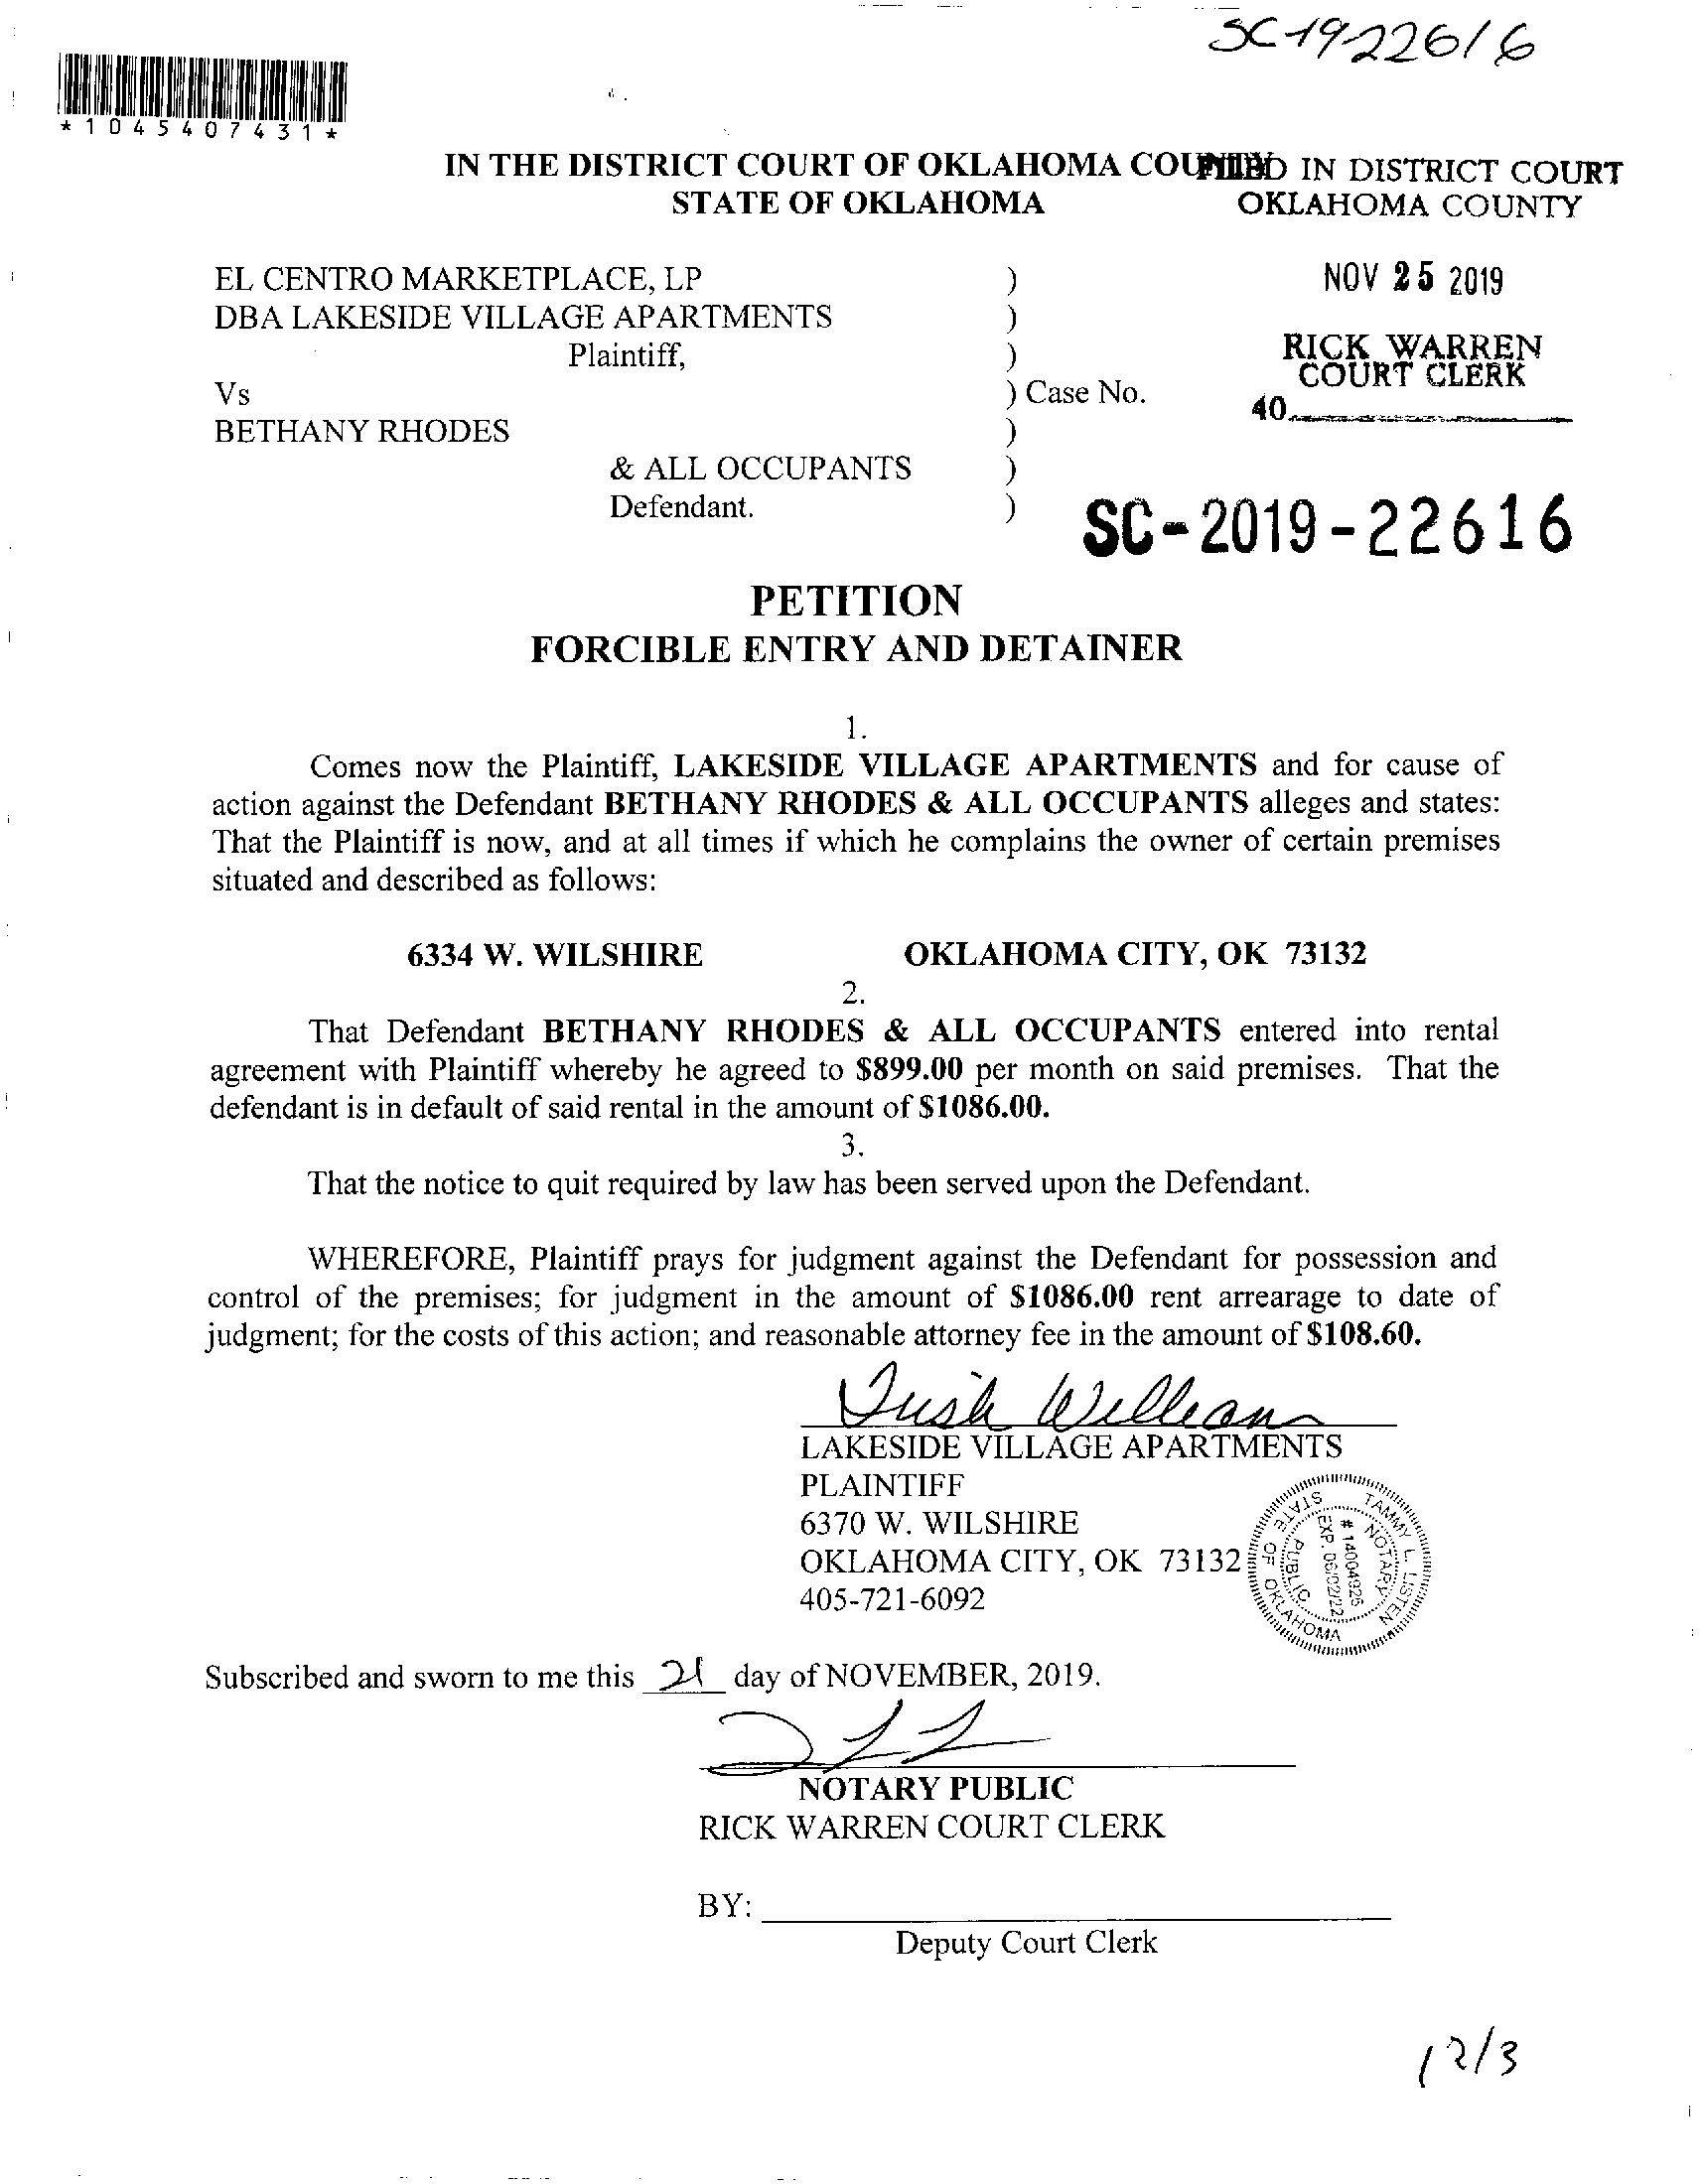 SC-1922616
*1045407431*
IN THE DISTRICT COURT OF OKLAHOMA COUNTY
STATE OF OKLAHOMA
FILED IN DISTRICT COURT
OKLAHOMA COUNTY
NOV 25 2019
RICK WARREN
COURT CLERK
40
EL CENTRO MARKETPLACE, LP )
DBA LAKESIDE VILLAGE APARTMENTS )
Plaintiff, )
Vs ) Case No.
BETHANY RHODES )
& ALL OCCUPANTS )
Defendant. )
SC-2019-22616
PETITION
FORCIBLE ENTRY AND DETAINER
1.
Comes now the Plaintiff, LAKESIDE VILLAGE APARTMENTS and for cause of
action against the Defendant BETHANY RHODES & ALL OCCUPANTS alleges and states:
That the Plaintiff is now, and at all times if which he complains the owner of certain premises
situated and described as follows:
6334 W. WILSHIRE OKLAHOMA CITY, OK 73132
2.
That Defendant BETHANY RHODES & ALL OCCUPANTS entered into rental
agreement with Plaintiff whereby he agreed to $899.00 per month on said premises. That the
defendant is in default of said rental in the amount of $1086.00.
3.
That the notice to quit required by law has been served upon the Defendant.
WHEREFORE, Plaintiff prays for judgment against the Defendant for possession and
control of the premises; for judgment in the amount of $1086.00 rent arrearage to date of
judgment; for the costs of this action; and reasonable attorney fee in the amount of $108.60.
Trish Williams
LAKESIDE VILLAGE APARTMENTS
PLAINTIFF
6370 W. WILSHIRE
OKLAHOMA CITY, OK 73132
405-721-6092
TAMMY L. LISTEN
NOTARY PUBLIC
# 14004926
EXP. 06/02/22
STATE OF OKLAHOMA
Subscribed and sworn to me this 21 day of NOVEMBER, 2019.
NOTARY PUBLIC
RICK WARREN COURT CLERK
BY:
Deputy Court Clerk
12/3